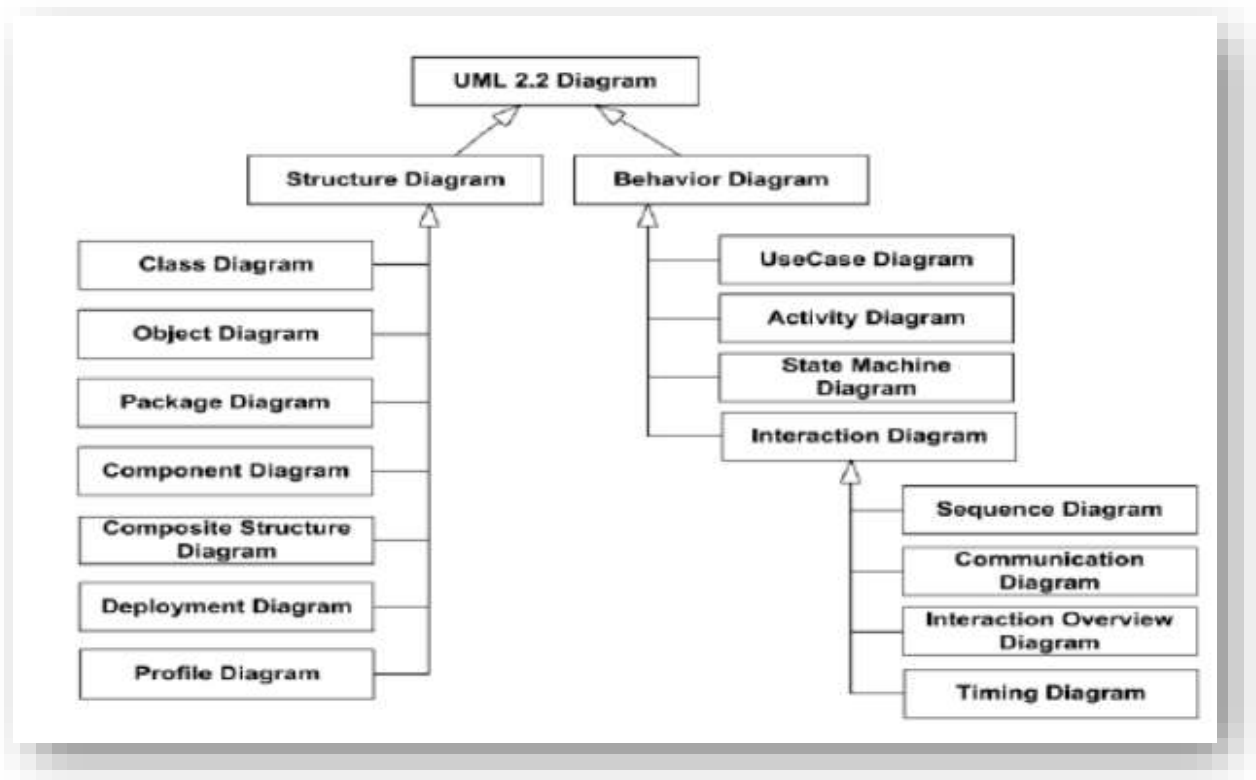 UML 2.2 Diagram
Structure Diagram
Behavior Diagram
Class Diagram
Object Diagram
Package Diagram
Component Diagram
Composite Structure
Diagram
Deployment Diagram
Profile Diagram
UseCase Diagram
Activity Diagram
State Machine
Diagram
Interaction Diagram
Sequence Diagram
Communication
Diagram
Interaction Overview
Diagram
Timing Diagram